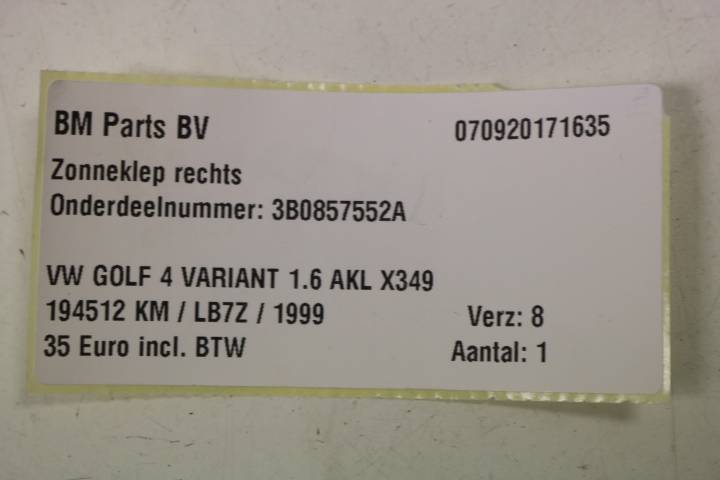 BM Parts BV 070920171635
Zonneklep rechts
Onderdeelnummer: 3B0857552A
VW GOLF 4 VARIANT 1.6 AKL X349
194512 KM / LB7Z / 1999 Verz: 8
35 Euro incl. BTW Aantal: 1